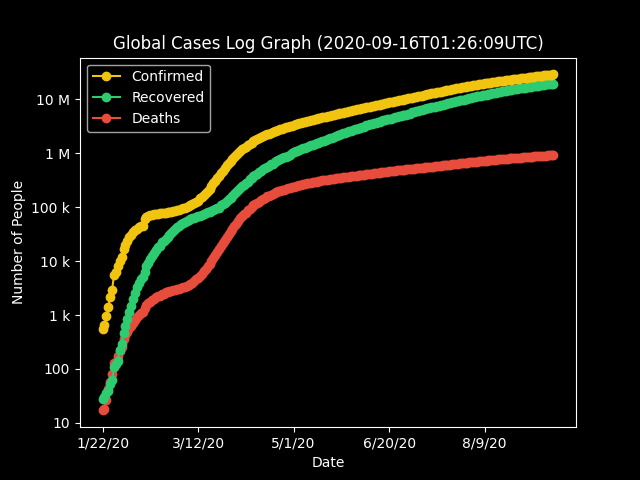 Global Cases Log Graph (2020-09-16T01:26:09UTC)
Confirmed
Recovered
Deaths
10 M
1 M
100 k
10 k
1 k
100
10
Number of People
1/22/20
3/12/20
5/1/20
6/20/20
8/9/20
Date